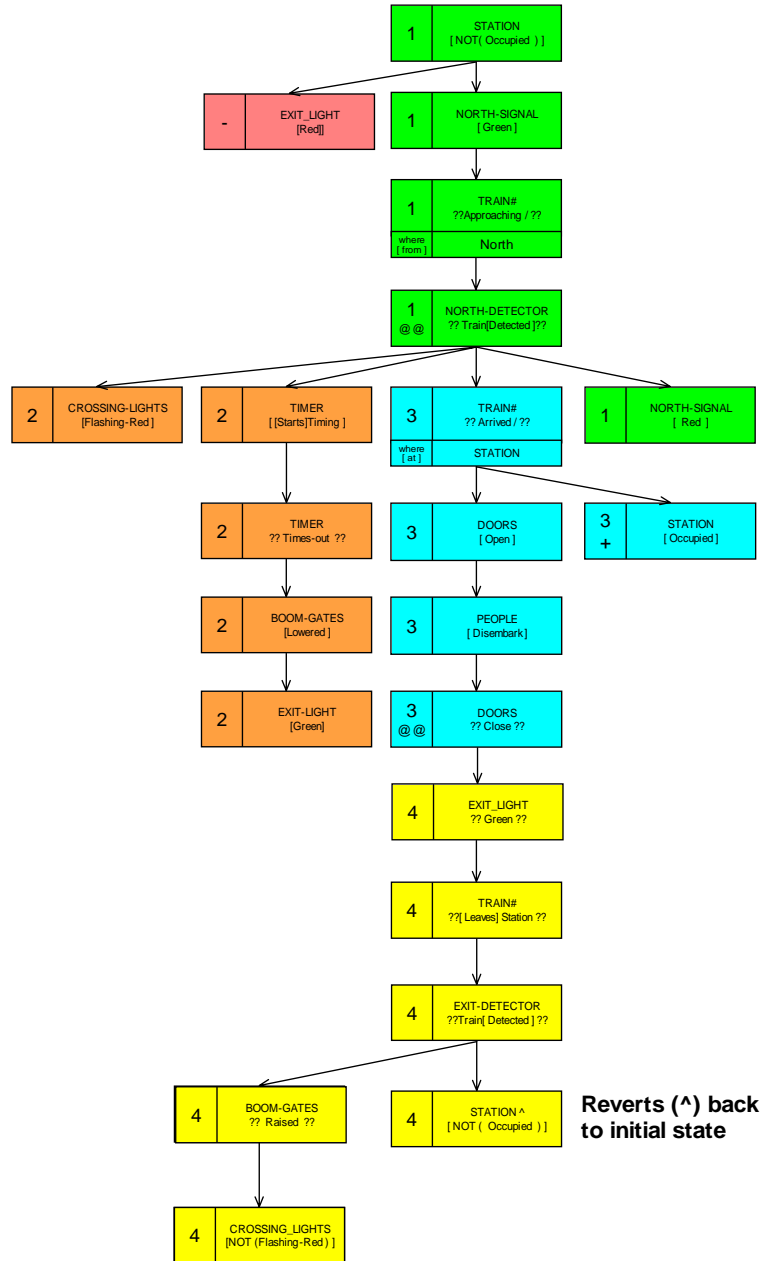 1
STATION
[ NOT( Occupied ) ]
-
EXIT_LIGHT
[Red]]
1
NORTH-SIGNAL
[ Green ]
1
TRAIN#
??Approaching / ??
where
[ from ]
North
1
@@
NORTH-DETECTOR
?? Train[Detected]??
2
CROSSING-LIGHTS
[Flashing-Red ]
2
TIMER
[ [Starts]Timing ]
3
TRAIN#
?? Arrived / ??
where
[ at ]
STATION
1
NORTH-SIGNAL
[ Red ]
2
TIMER
?? Times-out ??
3
DOORS
[ Open ]
3
+
STATION
[ Occupied ]
2
BOOM-GATES
[Lowered ]
3
PEOPLE
[ Disembark ]
2
EXIT-LIGHT
[Green]
3
@@
DOORS
?? Close ??
4
EXIT_LIGHT
?? Green ??
4
TRAIN#
??[ Leaves] Station ??
4
EXIT-DETECTOR
??Train[ Detected ] ??
4
BOOM-GATES
?? Raised ??
4
STATION ^
[ NOT ( Occupied ) ]
Reverts (^) back
to initial state
4
CROSSING_LIGHTS
[NOT (Flashing-Red ) ]